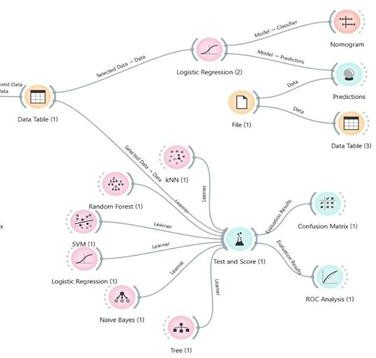 Model → Classifier
Nomogram
Selected Data → Data
Logistic Regression (2)
Model → Predictors
Predictions
Data
File (1)
Data
Data Table (3)
Data Table (1)
Selected Data → Data
kNN (1)
Learner
Random Forest (1)
Learner
SVM (1)
Learner
Learner
Logistic Regression (1)
Learner
Naive Bayes (1)
Learner
Tree (1)
Test and Score (1)
Evaluation Results
Confusion Matrix (1)
Evaluation Results
ROC Analysis (1)